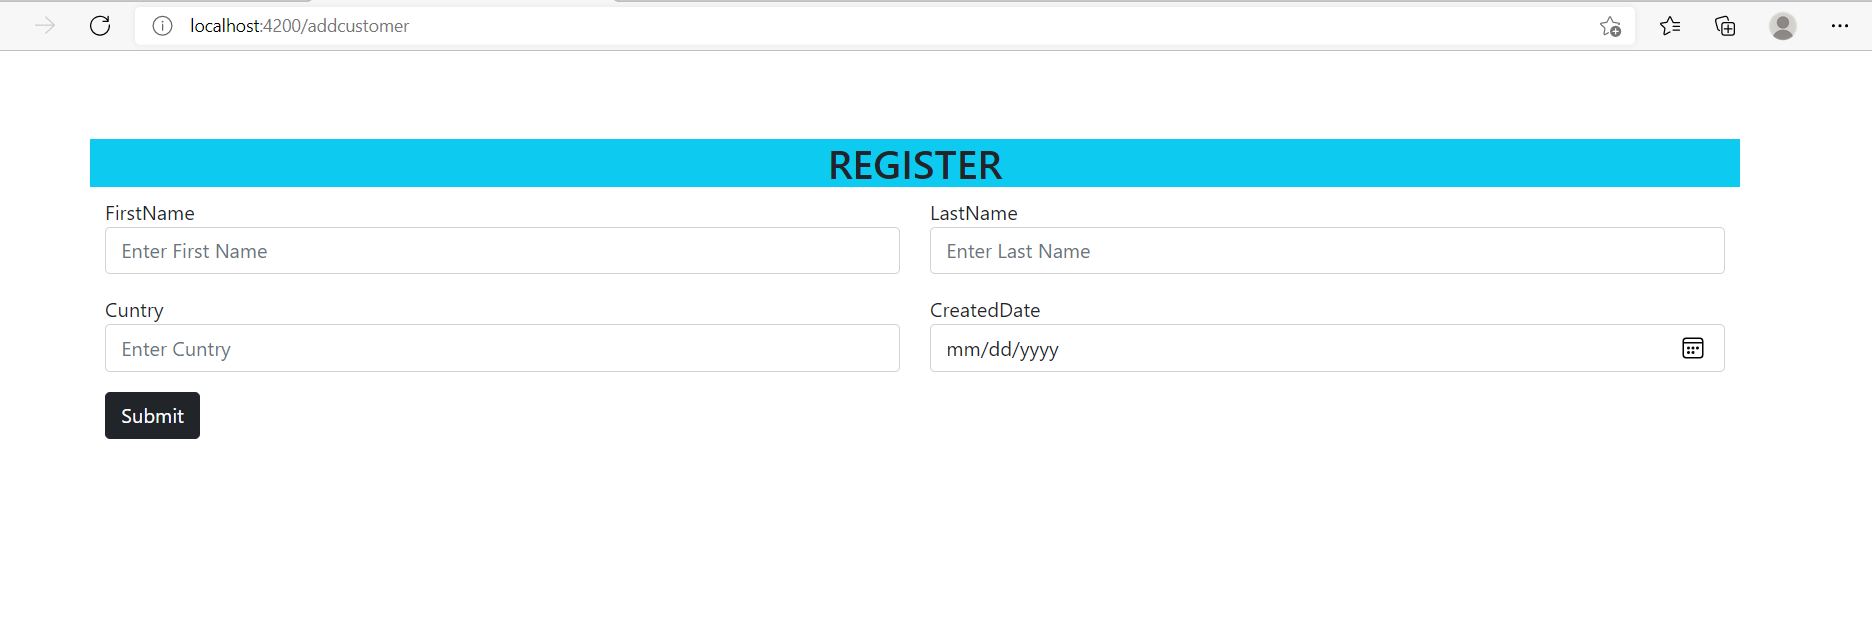 localhost:4200/addcustomer
REGISTER
FirstName LastName
Enter First Name Enter Last Name
Cuntry CreatedDate
Enter Cuntry mm/dd/yyyy
Submit